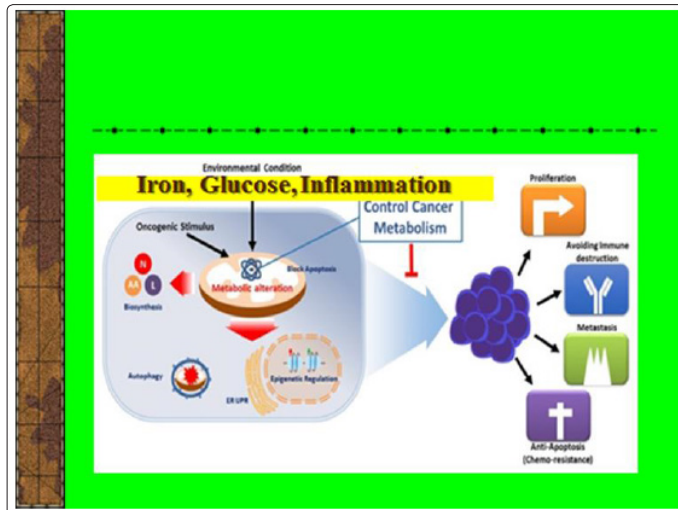 Environmental Condition
Iron, Glucose, Inflammation
Control Cancer
Metabolism
Oncogenic Stimulus
Block Apoptosis
Metabolic alteration
N
AA
L
Biosynthesis
Autophagy
ER UPR
Epigenetic Regulation
Proliferation
Avoiding Immune
destruction
Metastasis
Anti-Apoptosis
(Chemo-resistance)